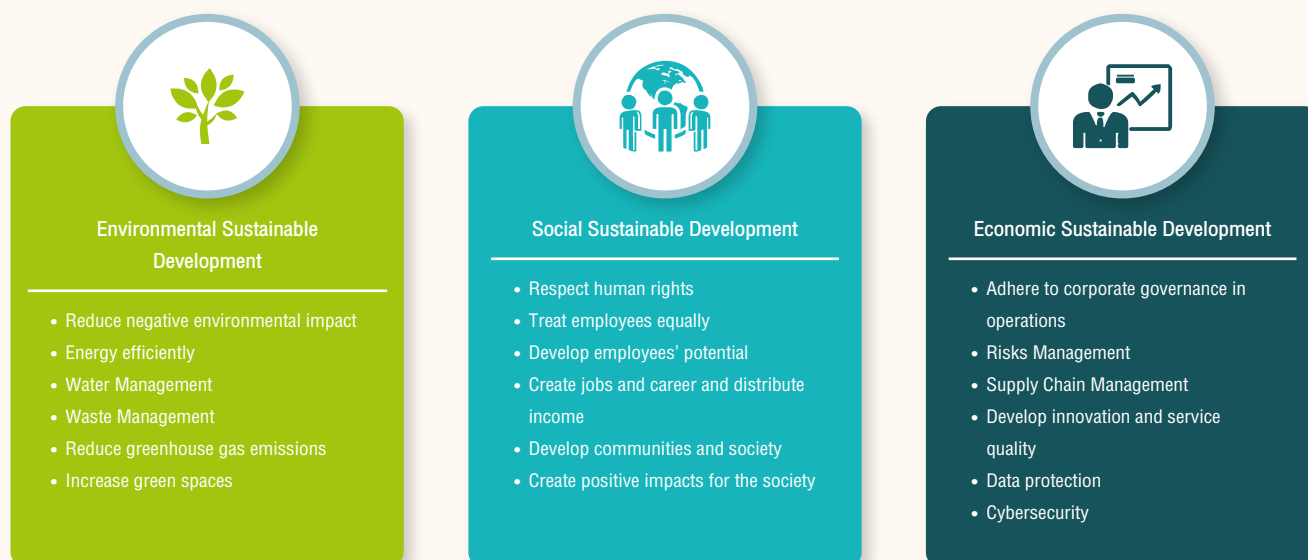 Environmental Sustainable
Development
• Reduce negative environmental impact
• Energy efficiently
• Water Management
• Waste Management
• Reduce greenhouse gas emissions
• Increase green spaces
Social Sustainable Development
• Respect human rights
• Treat employees equally
• Develop employees’ potential
• Create jobs and career and distribute
income
• Develop communities and society
• Create positive impacts for the society
Economic Sustainable Development
• Adhere to corporate governance in
operations
• Risks Management
• Supply Chain Management
• Develop innovation and service
quality
• Data protection
• Cybersecurity